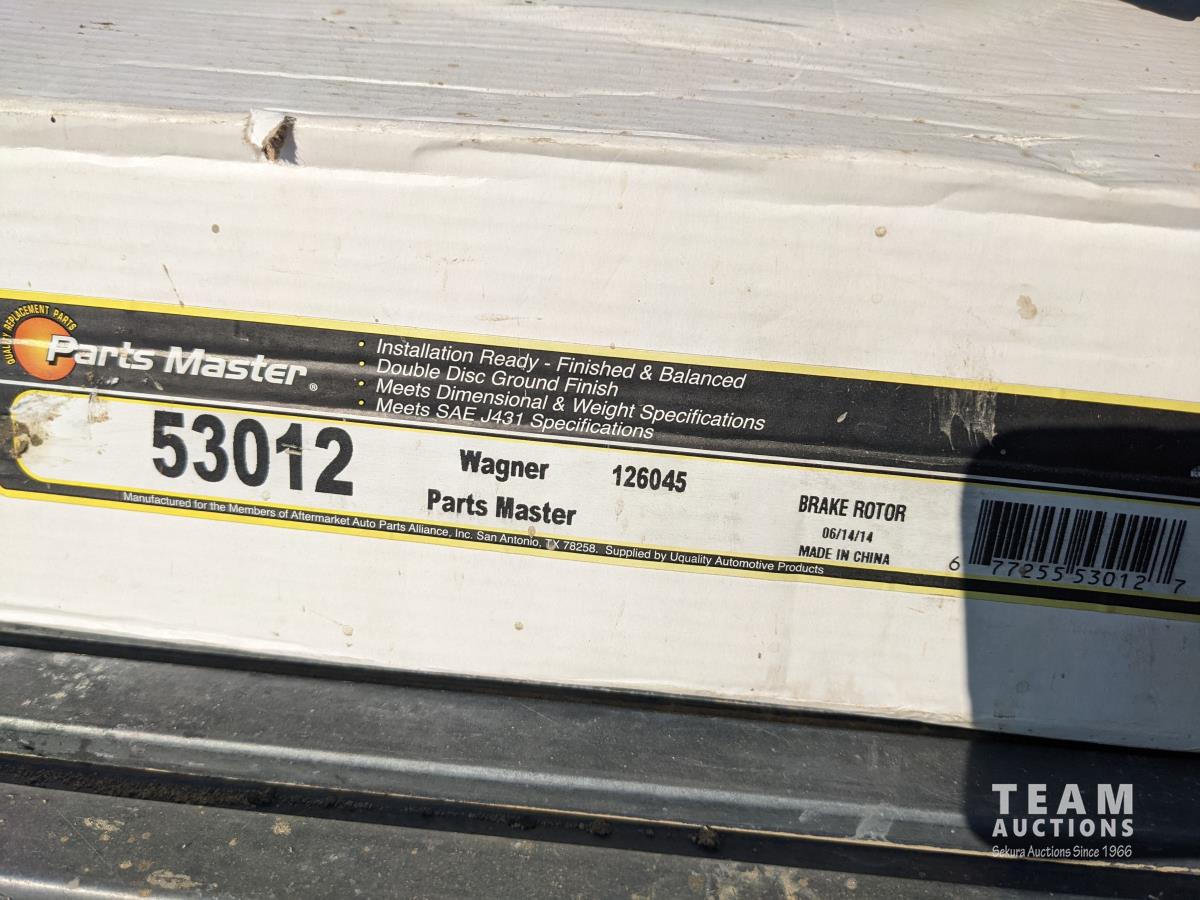 QUALITY REPLACEMENT PARTS
Parts Master®
• Installation Ready - Finished & Balanced
• Double Disc Ground Finish
• Meets Dimensional & Weight Specifications
• Meets SAE J431 Specifications
53012
Wagner 126045
Parts Master
BRAKE ROTOR
06/14/14
MADE IN CHINA
6 77255 53012 7
Manufactured for the Members of Aftermarket Auto Parts Alliance, Inc. San Antonio, TX 78258. Supplied by Uquality Automotive Products
TEAM
AUCTIONS
Sekura Auctions Since 1966